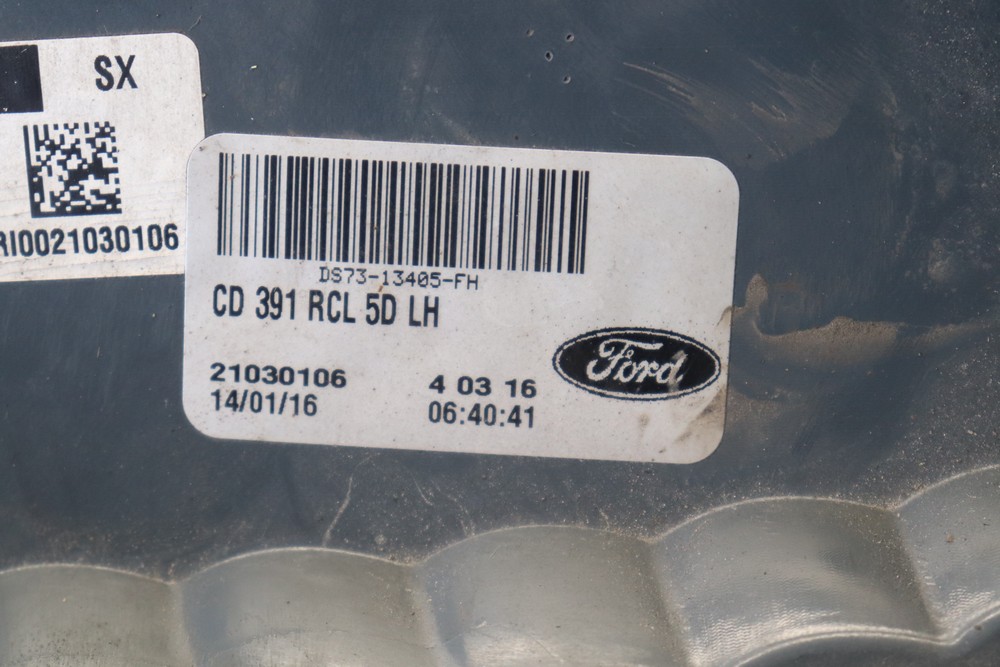 SX
RI0021030106
DS73-13405-FH
CD 391 RCL 5D LH
21030106 4 03 16
14/01/16 06:40:41
Ford